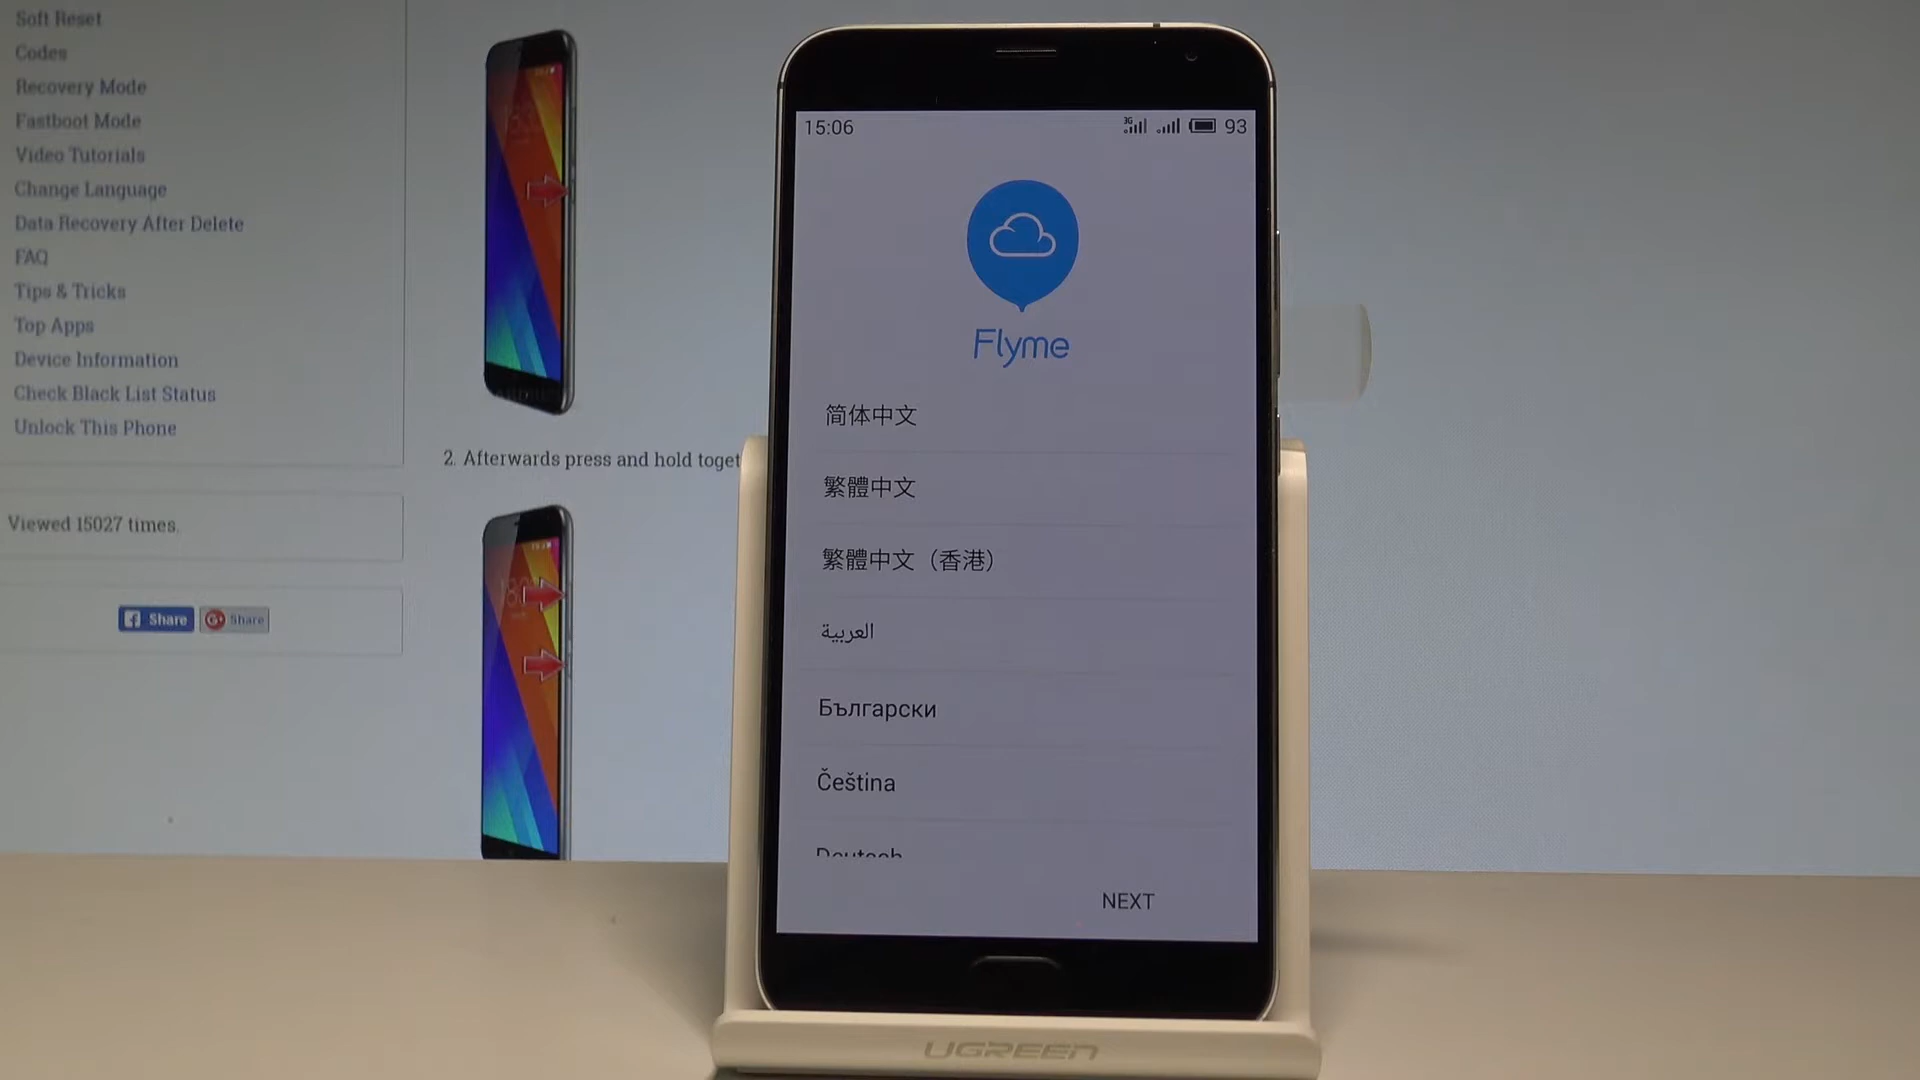 Soft Reset
Codes
Recovery Mode
Fastboot Mode
Video Tutorials
Change Language
Data Recovery After Delete
FAQ
Tips & Tricks
Top Apps
Device Information
Check Black List Status
Unlock This Phone
Viewed 15027 times.
Share
Share
2. Afterwards press and hold toget
15:06
3G
93
Flyme
简体中文
繁體中文
繁體中文（香港）
العربية
Български
Čeština
Deutsch
NEXT
UGREEN